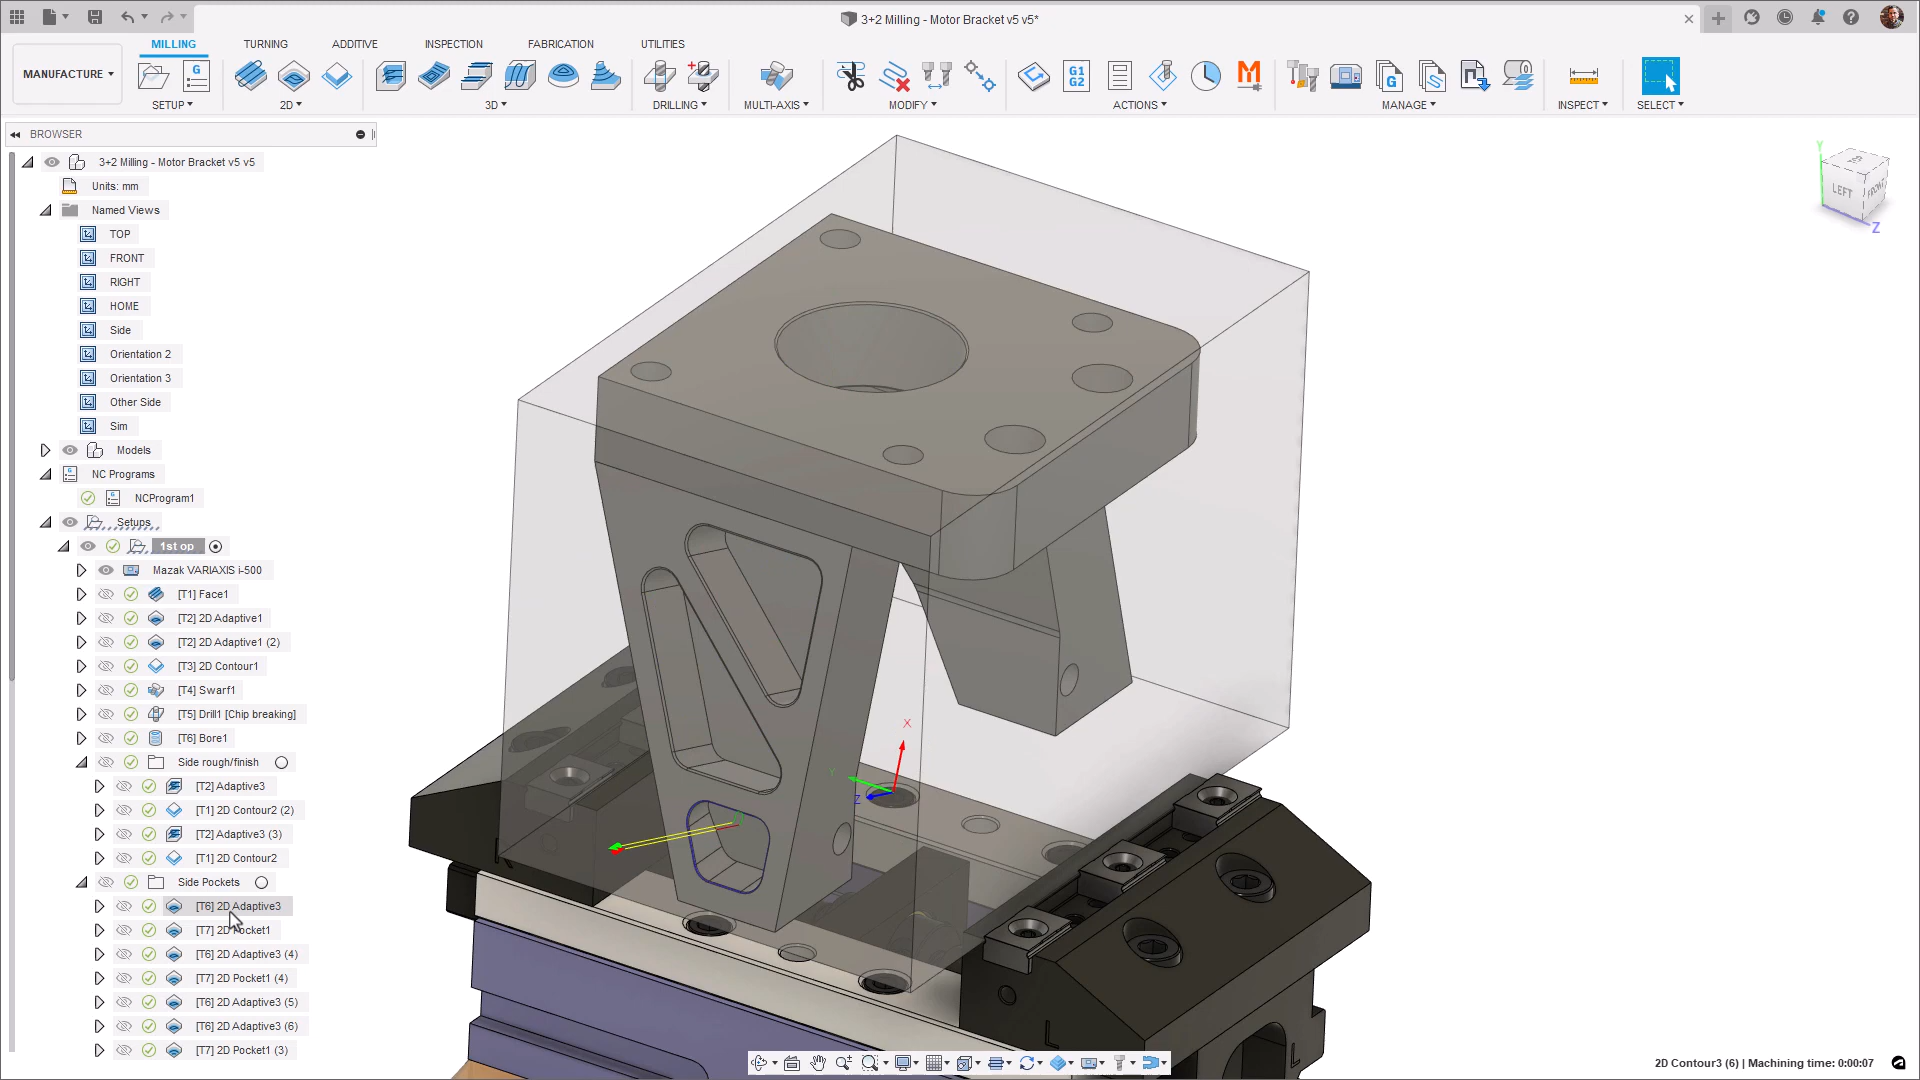 3+2 Milling - Motor Bracket v5 v5*
MILLING
TURNING
ADDITIVE
INSPECTION
FABRICATION
UTILITIES
MANUFACTURE
SETUP
2D
3D
DRILLING
MULTI-AXIS
MODIFY
ACTIONS
MANAGE
INSPECT
SELECT
G1
G2
BROWSER
3+2 Milling - Motor Bracket v5 v5
Units: mm
Named Views
TOP
FRONT
RIGHT
HOME
Side
Orientation 2
Orientation 3
Other Side
Sim
Models
NC Programs
NCProgram1
Setups
1st op
Mazak VARIAXIS i-500
[T1] Face1
[T2] 2D Adaptive1
[T2] 2D Adaptive1 (2)
[T3] 2D Contour1
[T4] Swarf1
[T5] Drill1 [Chip breaking]
[T6] Bore1
Side rough/finish
[T2] Adaptive3
[T1] 2D Contour2 (2)
[T2] Adaptive3 (3)
[T1] 2D Contour2
Side Pockets
[T6] 2D Adaptive3
[T7] 2D Pocket1
[T6] 2D Adaptive3 (4)
[T7] 2D Pocket1 (4)
[T6] 2D Adaptive3 (5)
[T6] 2D Adaptive3 (6)
[T7] 2D Pocket1 (3)
Y
LEFT
FRONT
Z
X
Y
Z
2D Contour3 (6) | Machining time: 0:00:07